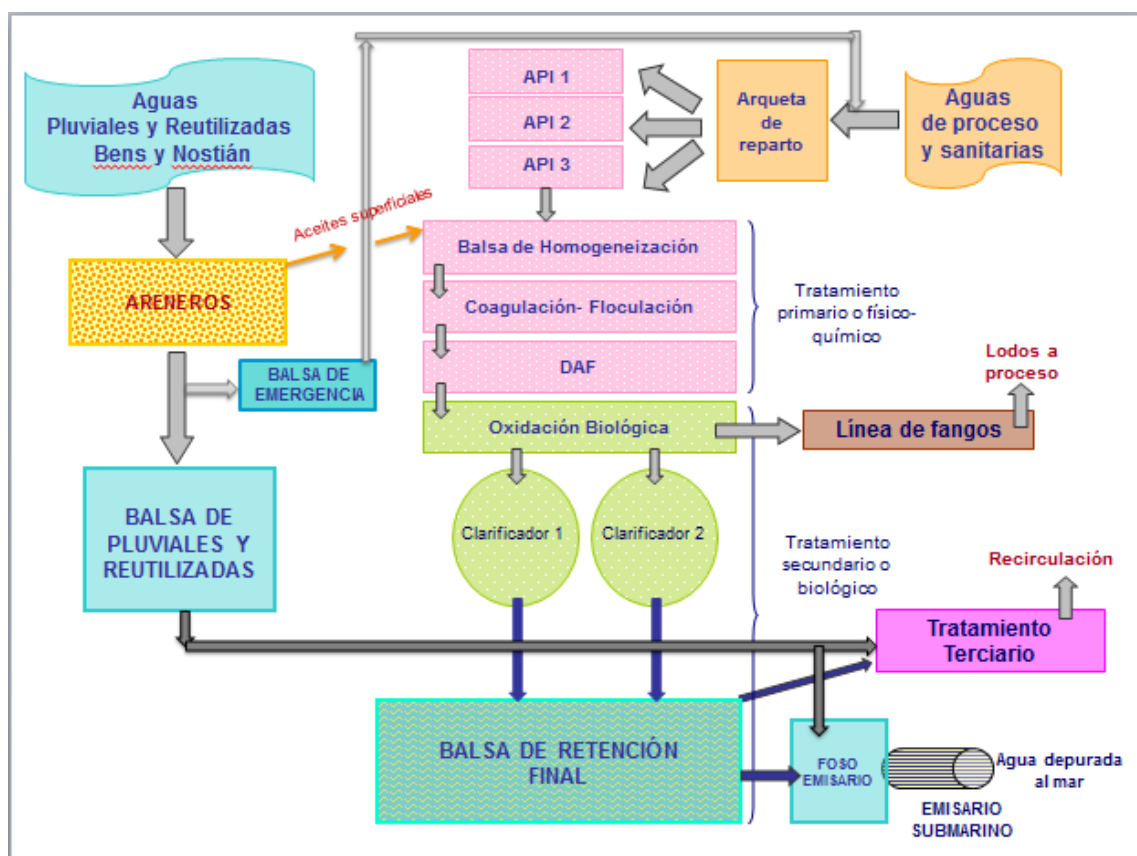 Aguas
Pluviales y Reutilizadas
Bens y Nostián
API 1
API 2
API 3
Arqueta
de
reparto
Aguas
de proceso
y sanitarias
Aceites superficiales
ARENEROS
Balsa de Homogeneización
Coagulación- Floculación
DAF
Tratamiento
primario o físico-
químico
BALSA DE
EMERGENCIA
Oxidación Biológica
Línea de fangos
Lodos a
proceso
BALSA DE
PLUVIALES Y
REUTILIZADAS
Clarificador 1
Clarificador 2
Tratamiento
secundario o
biológico
Recirculación
Tratamiento
Terciario
BALSA DE RETENCIÓN
FINAL
FOSO
EMISARIO
Agua depurada
al mar
EMISARIO
SUBMARINO